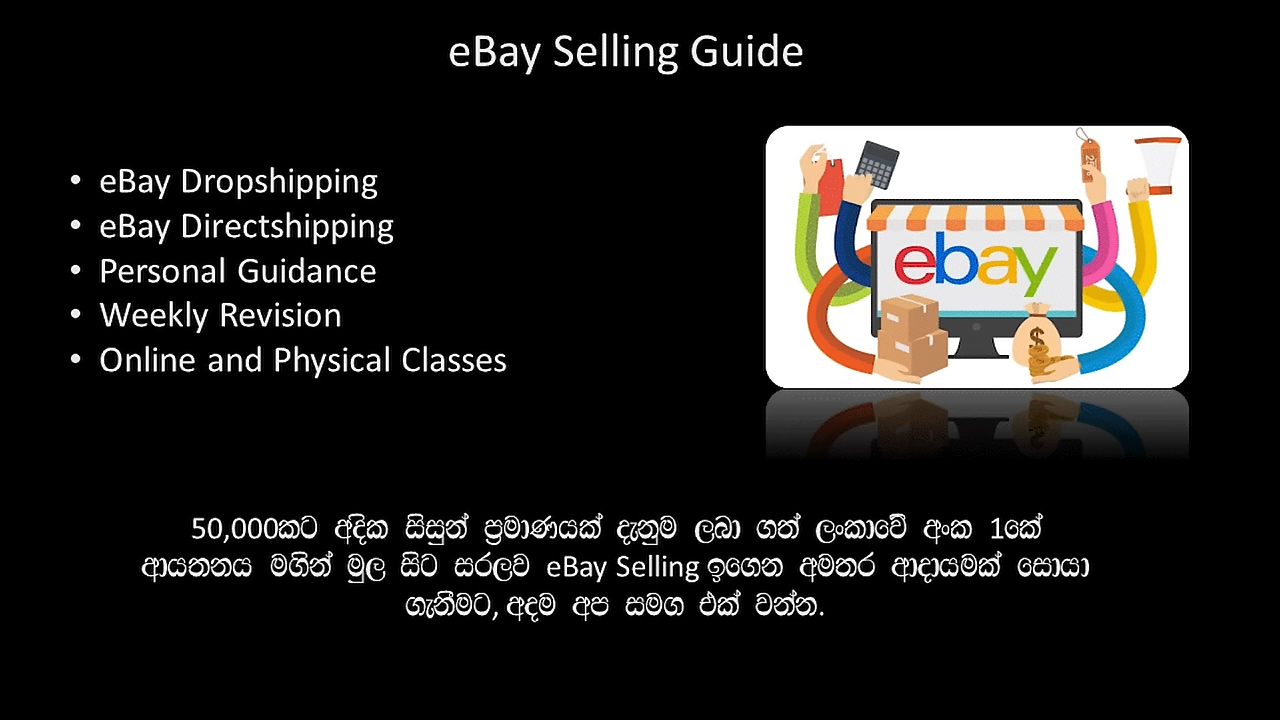 eBay Selling Guide
• eBay Dropshipping
• eBay Directshipping
• Personal Guidance
• Weekly Revision
• Online and Physical Classes
ebay
$
50,000කට අදික සිසුන් ප්‍රමාණයක් දැනුම ලබා ගත් ලංකාවේ අංක 1කේ
ආයතනය මගින් මුල සිට සරලව eBay Selling ඉගෙන අමතර ආදායමක් සොයා
ගැනීමට, අදම අප සමග එක් වන්න.